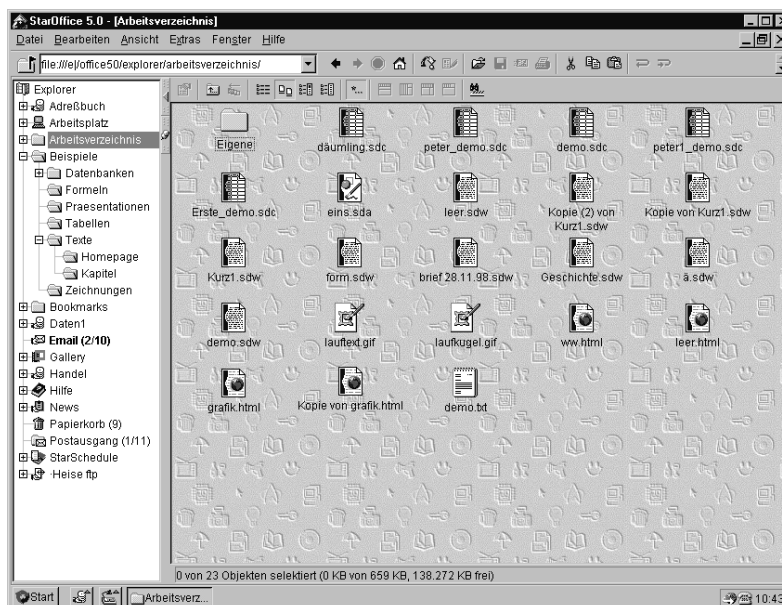 StarOffice 5.0 - [Arbeitsverzeichnis]
Datei Bearbeiten Ansicht Extras Fenster Hilfe
file:///e|/office50/explorer/arbeitsverzeichnis/
Explorer
Adreßbuch
Arbeitsplatz
Arbeitsverzeichnis
Beispiele
Datenbanken
Formeln
Praesentationen
Tabellen
Texte
Homepage
Kapitel
Zeichnungen
Bookmarks
Daten1
Email (2/10)
Gallery
Handel
Hilfe
News
Papierkorb (9)
Postausgang (1/11)
StarSchedule
Heise ftp
Eigene
däumling.sdc
peter_demo.sdc
demo.sdc
peter1_demo.sdc
Erste_demo.sdc
eins.sda
leer.sdw
Kopie (2) von
Kurz1.sdw
Kopie von Kurz1.sdw
Kurz1.sdw
form.sdw
brief 28.11.98.sdw
Geschichte.sdw
ä.sdw
demo.sdw
lauftext.gif
laufkugel.gif
ww.html
leer.html
grafik.html
Kopie von grafik.html
demo.txt
0 von 23 Objekten selektiert (0 KB von 659 KB, 138.272 KB frei)
Start
Arbeitsverz...
10:43